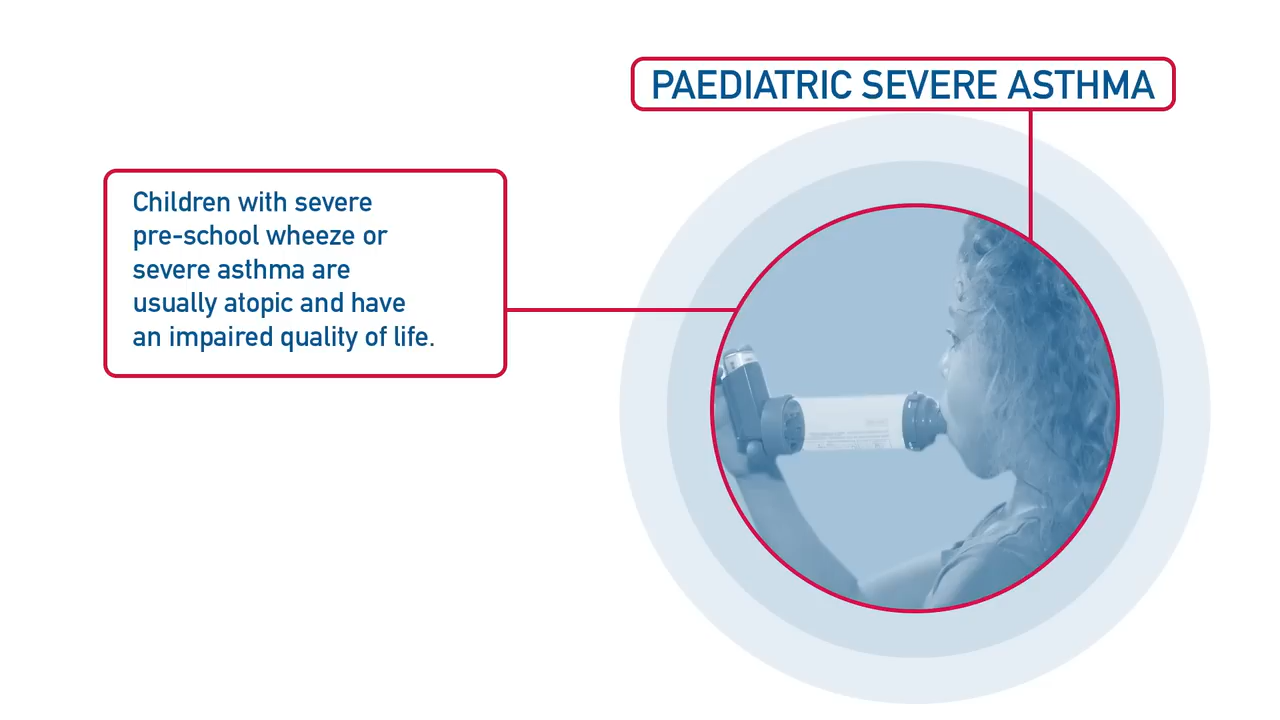 PAEDIATRIC SEVERE ASTHMA
Children with severe
pre-school wheeze or
severe asthma are
usually atopic and have
an impaired quality of life.